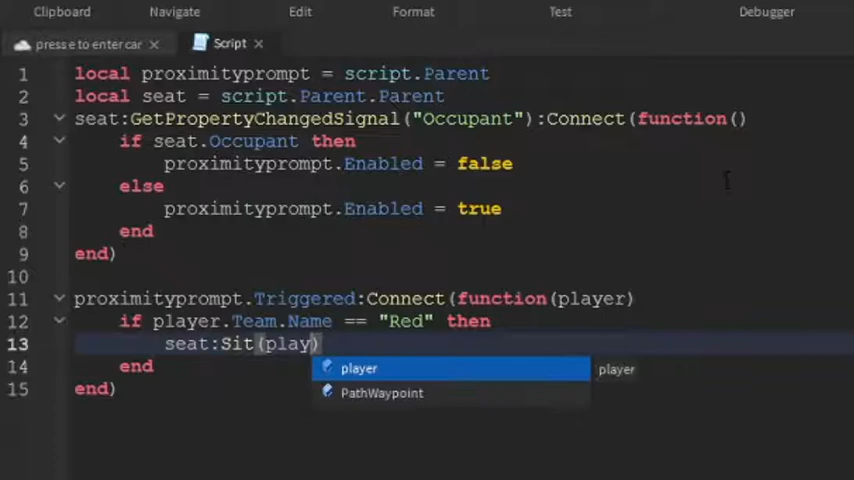 Clipboard Navigate Edit Format Test Debugger
press e to enter car × Script ×
1 local proximityprompt = script.Parent
2 local seat = script.Parent.Parent
3 seat:GetPropertyChangedSignal("Occupant"):Connect(function()
4 if seat.Occupant then
5 proximityprompt.Enabled = false
6 else
7 proximityprompt.Enabled = true
8 end
9 end)
10
11 proximityprompt.Triggered:Connect(function(player)
12 if player.Team.Name == "Red" then
13 seat:Sit(play)
player player
14 end
PathWaypoint
15 end)